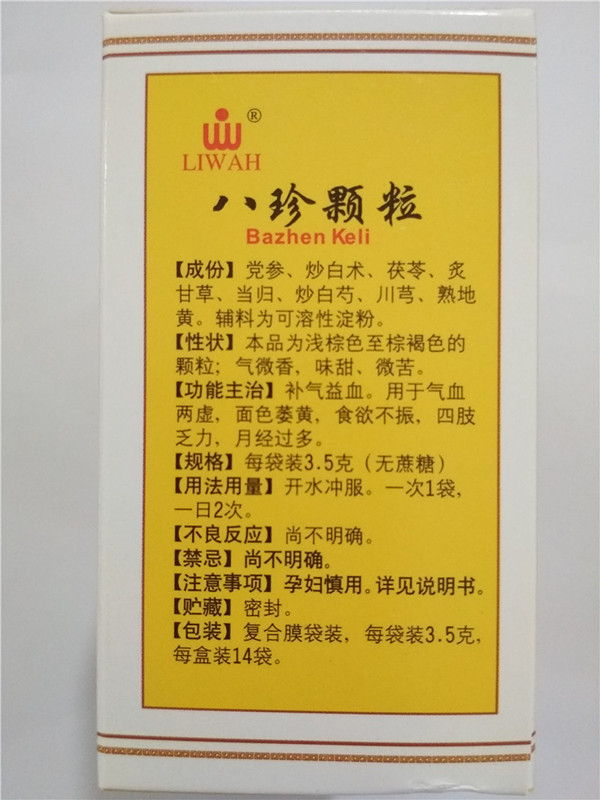 ®
LIWAH
八珍颗粒
Bazhen Keli
【成份】党参、炒白术、茯苓、炙
甘草、当归、炒白芍、川芎、熟地
黄。辅料为可溶性淀粉。
【性状】本品为浅棕色至棕褐色的
颗粒；气微香，味甜、微苦。
【功能主治】补气益血。用于气血
两虚，面色萎黄，食欲不振，四肢
乏力，月经过多。
【规格】每袋装3.5克（无蔗糖）
【用法用量】开水冲服。一次1袋，
一日2次。
【不良反应】尚不明确。
【禁忌】尚不明确。
【注意事项】孕妇慎用。详见说明书。
【贮藏】密封。
【包装】复合膜袋装，每袋装3.5克，
每盒装14袋。